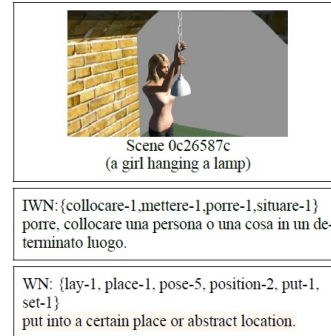 Scene 0c26587c
(a girl hanging a lamp)
IWN:{collocare-1,mettere-1,porre-1,situare-1}
porre, collocare una persona o una cosa in un de-
terminato luogo.
WN: {lay-1, place-1, pose-5, position-2, put-1,
set-1}
put into a certain place or abstract location.